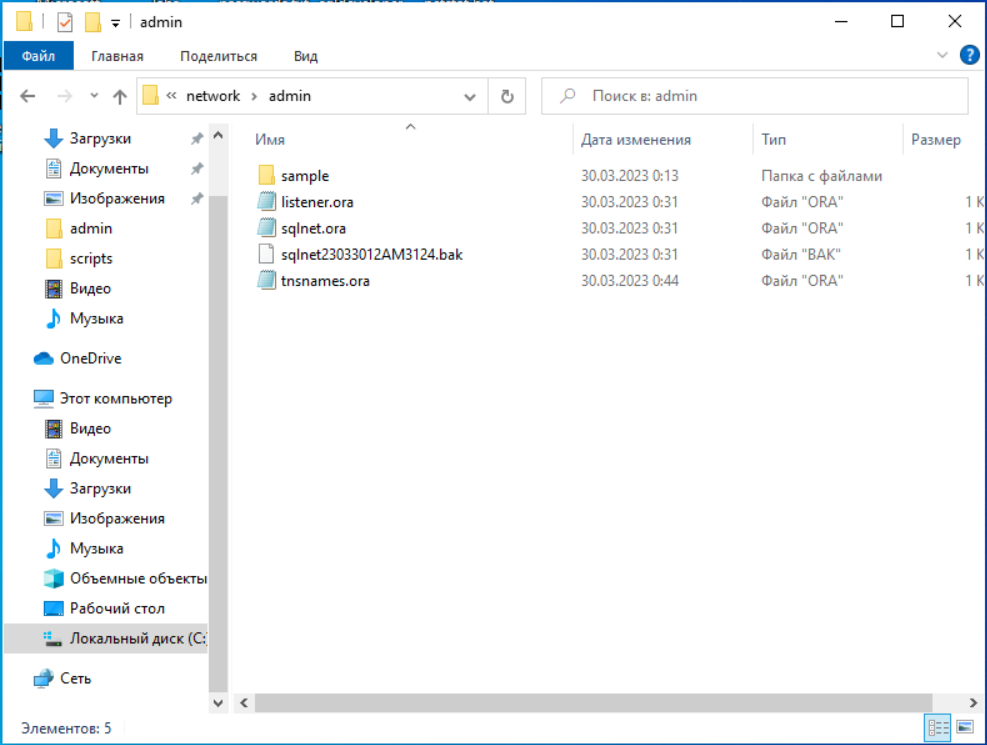 admin
Файл Главная Поделиться Вид
« network › admin
Поиск в: admin
Имя Дата изменения Тип Размер
sample 30.03.2023 0:13 Папка с файлами
listener.ora 30.03.2023 0:31 Файл "ORA" 1 К
sqlnet.ora 30.03.2023 0:31 Файл "ORA" 1 К
sqlnet23033012AM3124.bak 30.03.2023 0:31 Файл "BAK" 1 К
tnsnames.ora 30.03.2023 0:44 Файл "ORA" 1 К
Загрузки
Документы
Изображения
admin
scripts
Видео
Музыка
OneDrive
Этот компьютер
Видео
Документы
Загрузки
Изображения
Музыка
Объемные объекты
Рабочий стол
Локальный диск (C:
Сеть
Элементов: 5